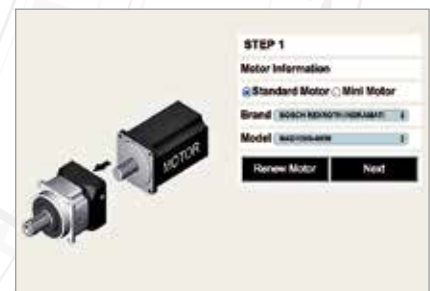 STEP 1
Motor Information
Standard Motor Mini Motor
Brand BOSCH REXROTH (INDRAMAT)
Model
Renew Motor Next
MOTOR